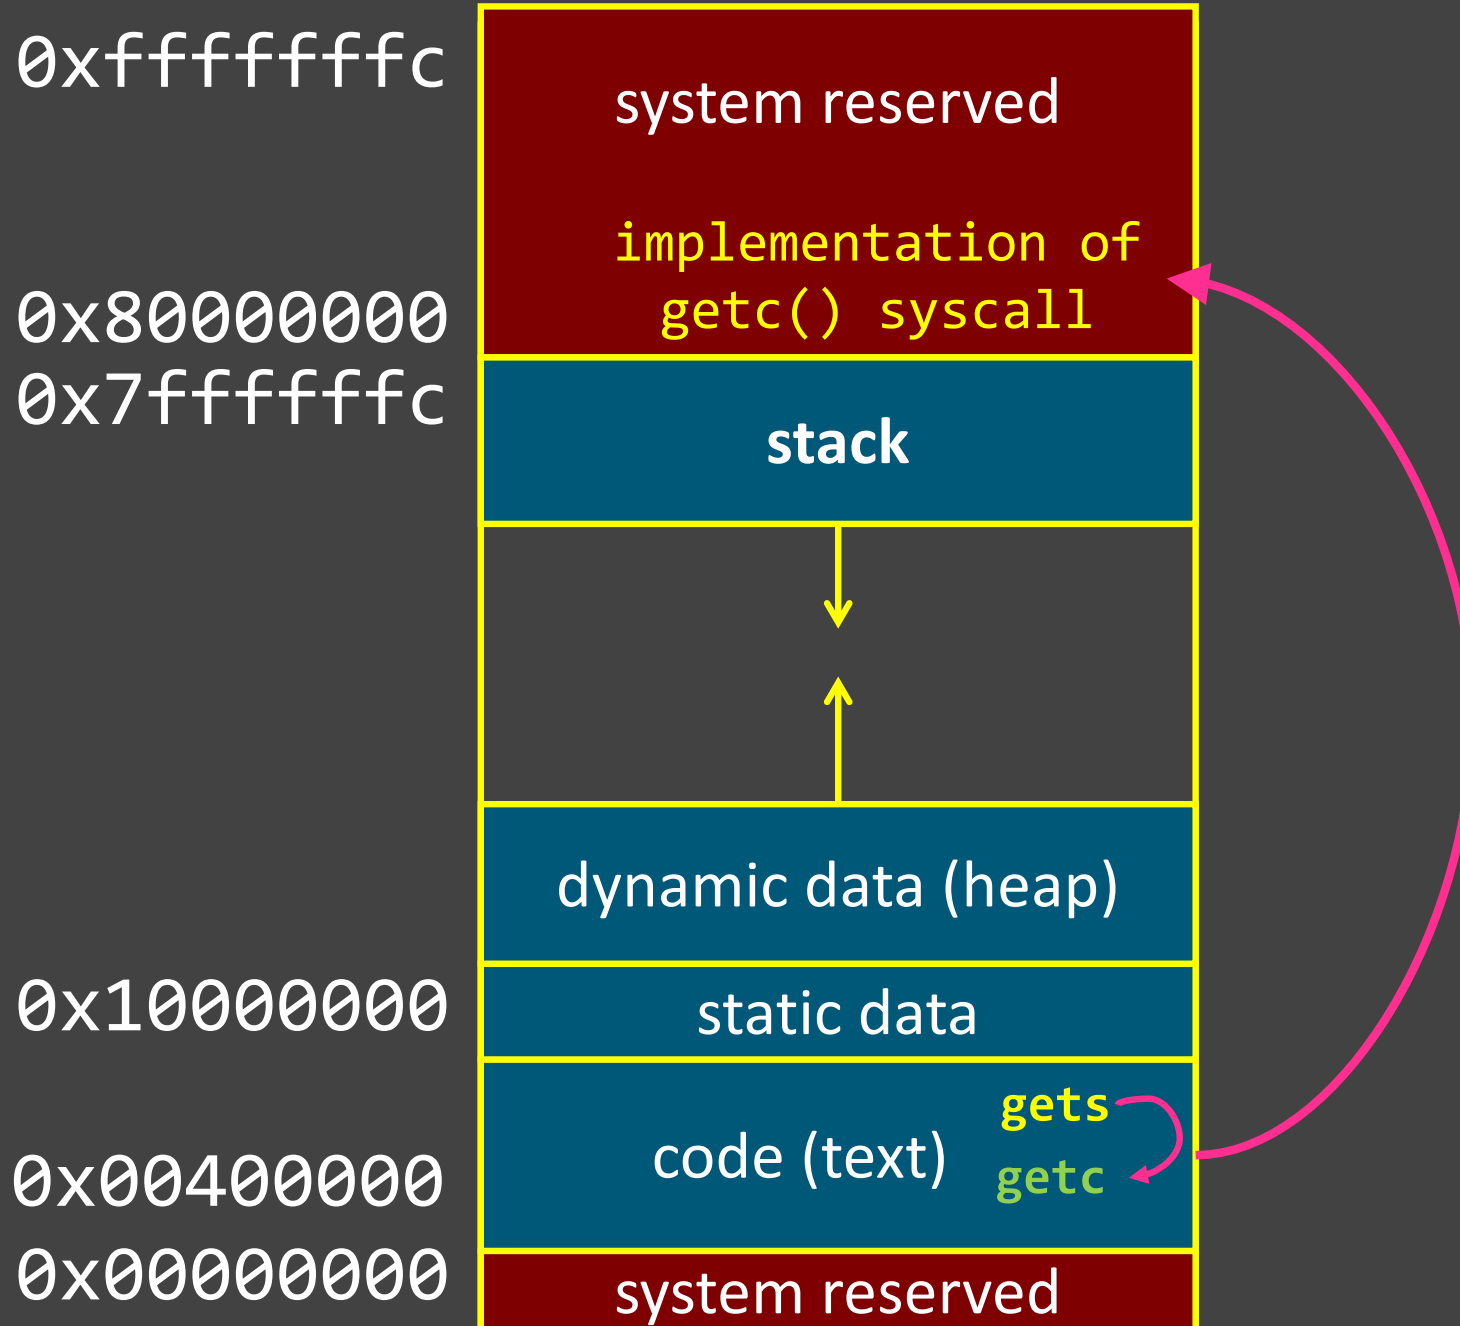 0xfffffffc
system reserved
implementation of
getc() syscall
0x80000000
0x7ffffffc
stack
dynamic data (heap)
0x10000000
static data
gets
code (text)
getc
0x00400000
0x00000000
system reserved